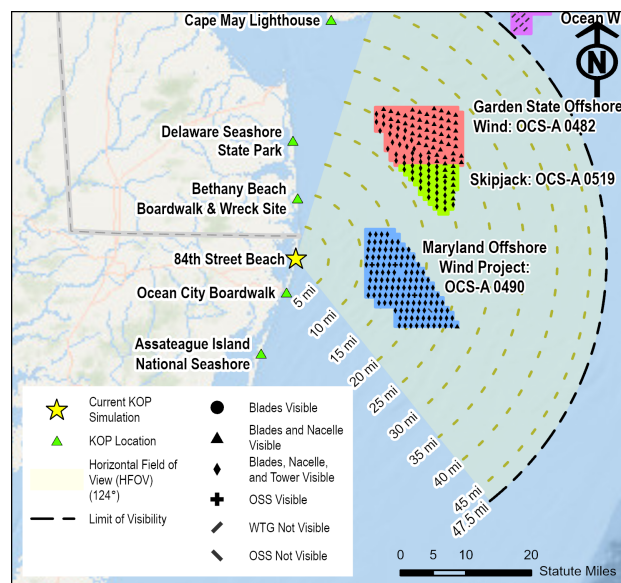 Cape May Lighthouse
Ocean W
N
Garden State Offshore
Wind: OCS-A 0482
Delaware Seashore
State Park
Skipjack: OCS-A 0519
Bethany Beach
Boardwalk & Wreck Site
Maryland Offshore
Wind Project:
OCS-A 0490
84th Street Beach
Ocean City Boardwalk
5 mi
10 mi
15 mi
20 mi
25 mi
30 mi
35 mi
40 mi
45 mi
47.5 mi
Assateague Island
National Seashore
Current KOP
Simulation
KOP Location
Horizontal Field of
View (HFOV)
(124°)
Limit of Visibility
Blades Visible
Blades and Nacelle
Visible
Blades, Nacelle,
and Tower Visible
OSS Visible
WTG Not Visible
OSS Not Visible
0 5 10 20
Statute Miles